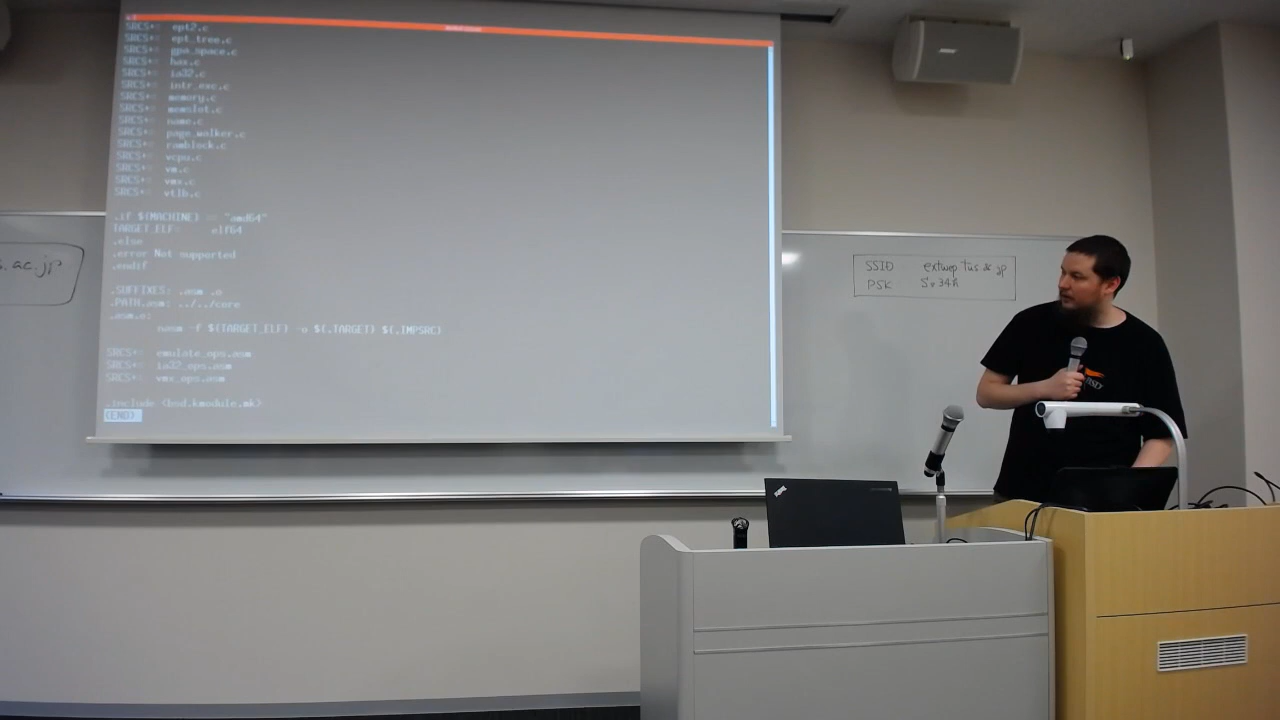 SRCS+= ept2.c
SRCS+= ept_tree.c
SRCS+= gpa_space.c
SRCS+= hax.c
SRCS+= ia32.c
SRCS+= intr_exc.c
SRCS+= memory.c
SRCS+= memslot.c
SRCS+= name.c
SRCS+= page_walker.c
SRCS+= ramblock.c
SRCS+= vcpu.c
SRCS+= vm.c
SRCS+= vmx.c
SRCS+= vtlb.c
.if ${MACHINE} == "amd64"
TARGET_ELF= elf64
.else
.error Not supported
.endif
.SUFFIXES: .asm .o
.PATH.asm: ../../core
.asm.o:
nasm -f ${TARGET_ELF} -o ${.TARGET} ${.IMPSRC}
SRCS+= emulate_ops.asm
SRCS+= ia32_ops.asm
SRCS+= vmx_ops.asm
.include <bsd.kmodule.mk>
(END)
.ac.jp
SSID
PSK